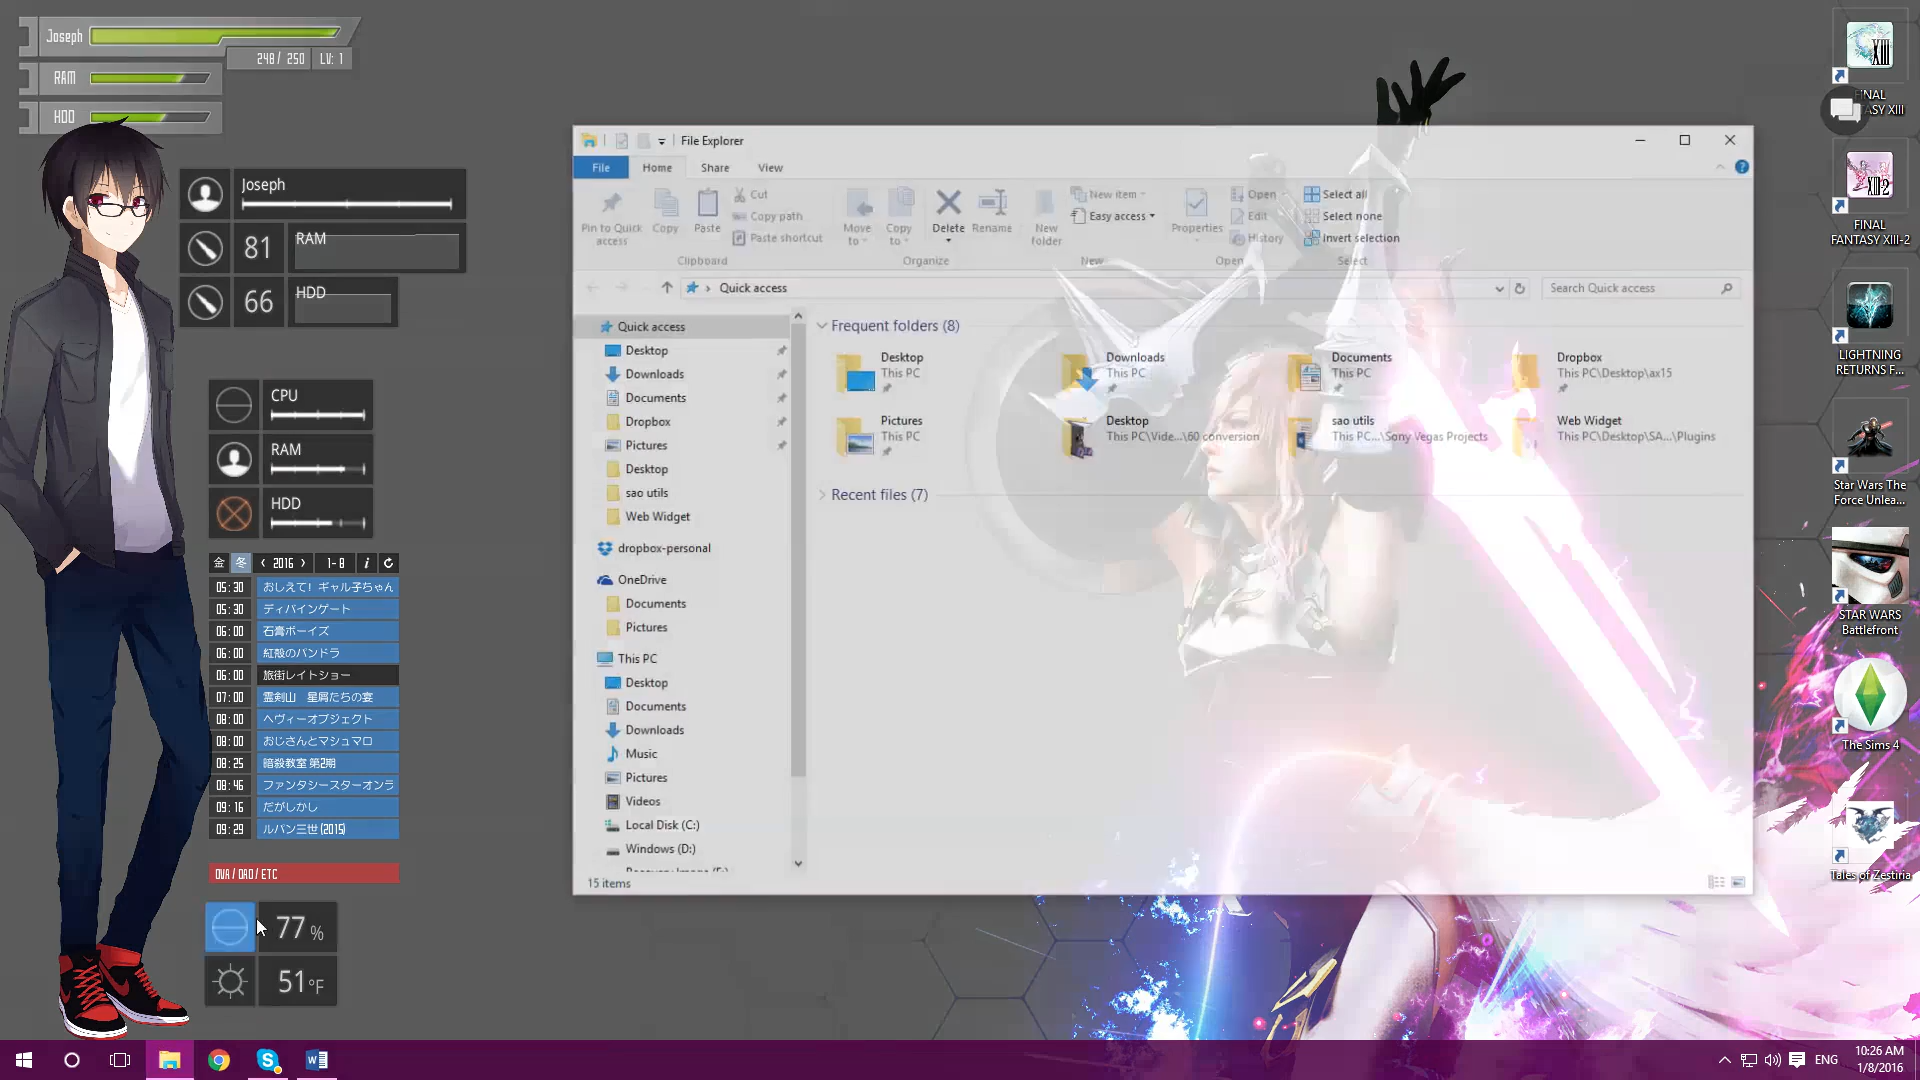 Joseph
248/ 250
LV: 1
RAM
HDD
Joseph
81
RAM
66
HDD
CPU
RAM
HDD
金 冬 < 2016 > 1-8 i
05:30 おしえて! ギャル子ちゃん
05:30 ディバインゲート
06:00 石膏ボーイズ
06:00 紅殻のパンドラ
06:00 旅街レイトショー
07:00 霊剣山 星屑たちの宴
08:00 ヘヴィーオブジェクト
08:00 おじさんとマシュマロ
08:25 暗殺教室 第2期
08:46 ファンタシースターオンラ
09:16 だがしかし
09:29 ルパン三世 (2015)
OVA / OAD / ETC
77 %
51 °F
File Explorer
File Home Share View
Pin to Quick access
Copy
Paste
Cut
Copy path
Paste shortcut
Clipboard
Move to
Copy to
Delete
Rename
Organize
New folder
New item
Easy access
New
Properties
Open
Edit
History
Open
Select all
Select none
Invert selection
Select
Quick access
Search Quick access
Quick access
Desktop
Downloads
Documents
Dropbox
Pictures
Desktop
sao utils
Web Widget
dropbox-personal
OneDrive
Documents
Pictures
This PC
Desktop
Documents
Downloads
Music
Pictures
Videos
Local Disk (C:)
Windows (D:)
15 items
Frequent folders (8)
Desktop
This PC
Downloads
This PC
Documents
This PC
Dropbox
This PC\Desktop\ax15
Pictures
This PC
Desktop
This PC\Vide...\60 conversion
sao utils
This PC...\Sony Vegas Projects
Web Widget
This PC\Desktop\SA...\Plugins
Recent files (7)
XIII
FINAL
XIII-2
FINAL
FANTASY XIII-2
LIGHTNING
RETURNS F...
Star Wars The
Force Unlea...
STAR WARS
Battlefront
The Sims 4
Tales of Zestiria
ENG
10:26 AM
1/8/2016